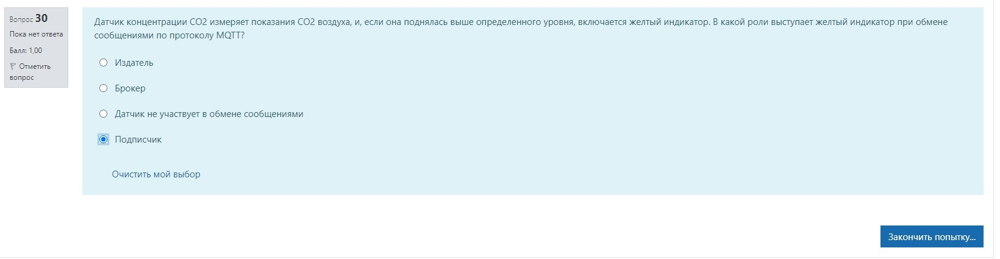 Вопрос 30
Пока нет ответа
Балл: 1,00
Отметить
вопрос
Датчик концентрации CO2 измеряет показания CO2 воздуха, и, если она поднялась выше определенного уровня, включается желтый индикатор. В какой роли выступает желтый индикатор при обмене
сообщениями по протоколу MQTT?
Издатель
Брокер
Датчик не участвует в обмене сообщениями
Подписчик
Очистить мой выбор
Закончить попытку...